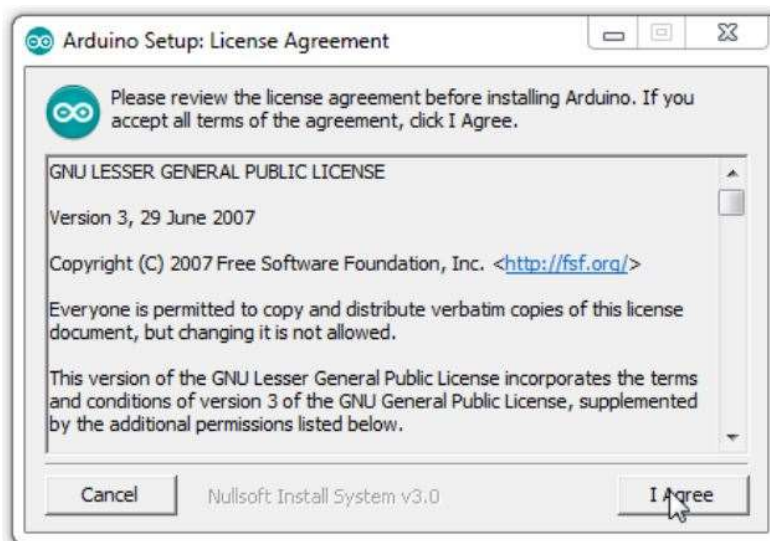 Arduino Setup: License Agreement
Please review the license agreement before installing Arduino. If you
accept all terms of the agreement, click I Agree.
GNU LESSER GENERAL PUBLIC LICENSE
Version 3, 29 June 2007
Copyright (C) 2007 Free Software Foundation, Inc. <http://fsf.org/>
Everyone is permitted to copy and distribute verbatim copies of this license
document, but changing it is not allowed.
This version of the GNU Lesser General Public License incorporates the terms
and conditions of version 3 of the GNU General Public License, supplemented
by the additional permissions listed below.
Cancel
Nullsoft Install System v3.0
I Agree